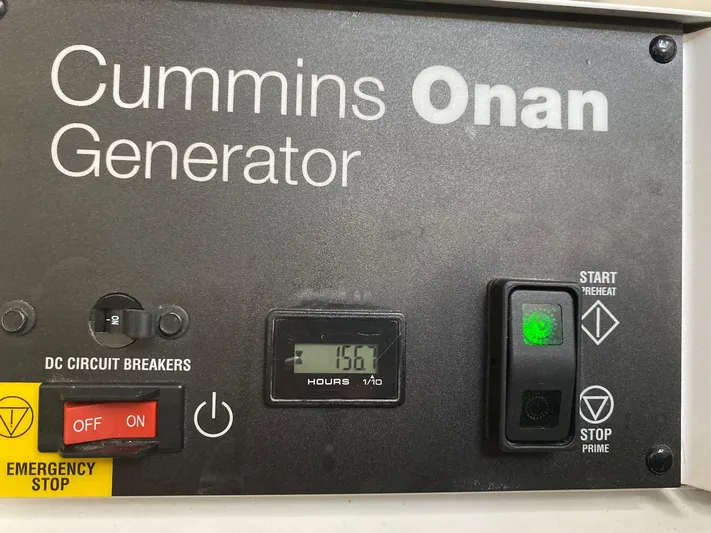 Cummins Onan
Generator
START
PREHEAT
ON
DC CIRCUIT BREAKERS
156.7
HOURS 1/10
OFF ON
STOP
PRIME
EMERGENCY
STOP